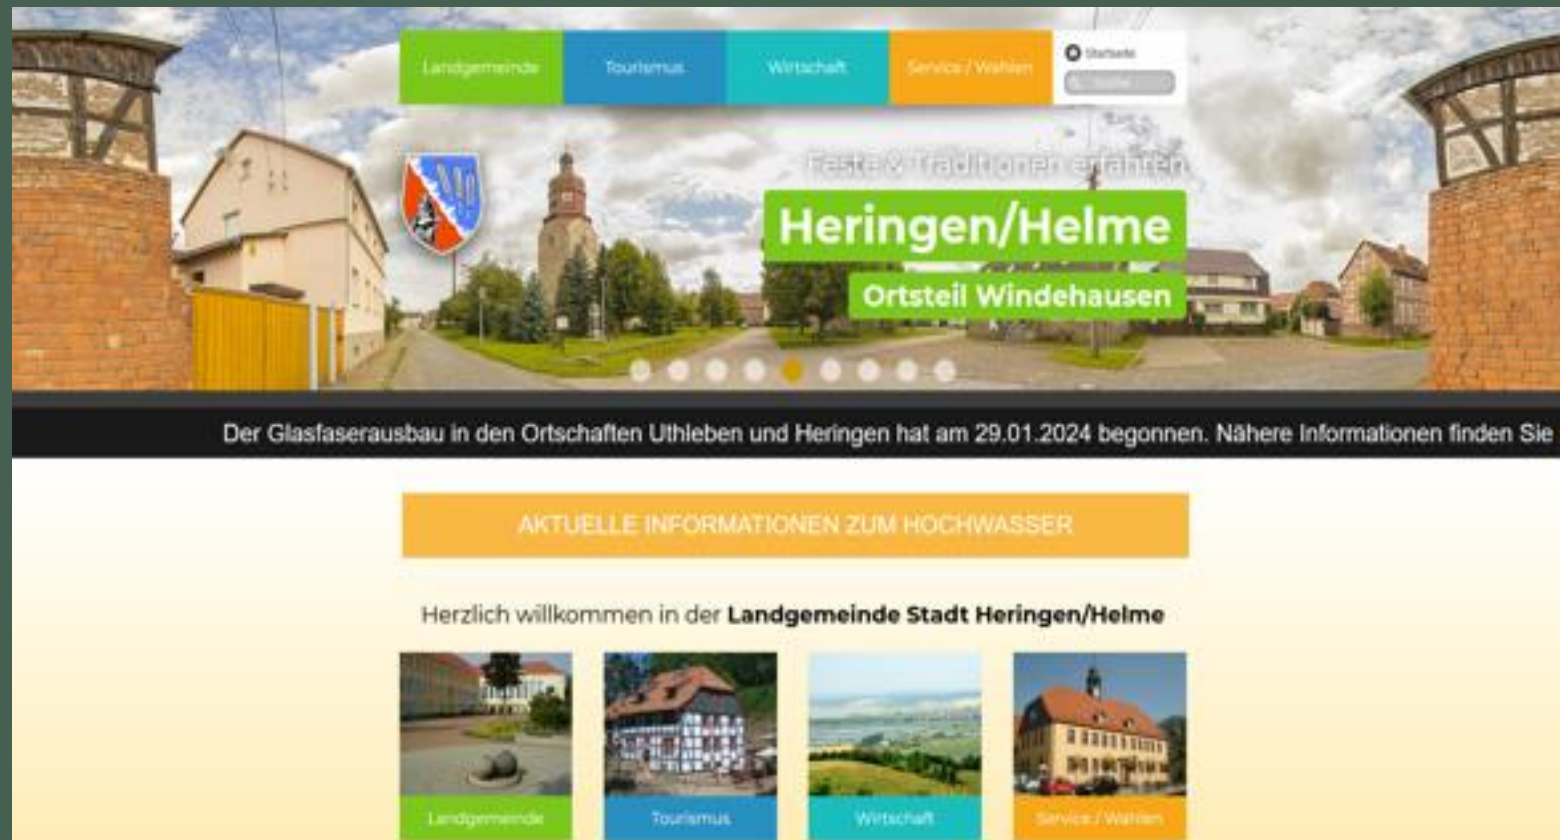 Landgemeinde
Tourismus
Wirtschaft
Service / Wahlen
Startseite
Feste & Traditionen erfahren
Heringen/Helme
Ortsteil Windehausen
Der Glasfaserausbau in den Ortschaften Uthleben und Heringen hat am 29.01.2024 begonnen. Nähere Informationen finden Sie
AKTUELLE INFORMATIONEN ZUM HOCHWASSER
Herzlich willkommen in der Landgemeinde Stadt Heringen/Helme
Landgemeinde
Tourismus
Wirtschaft
Service / Wahlen